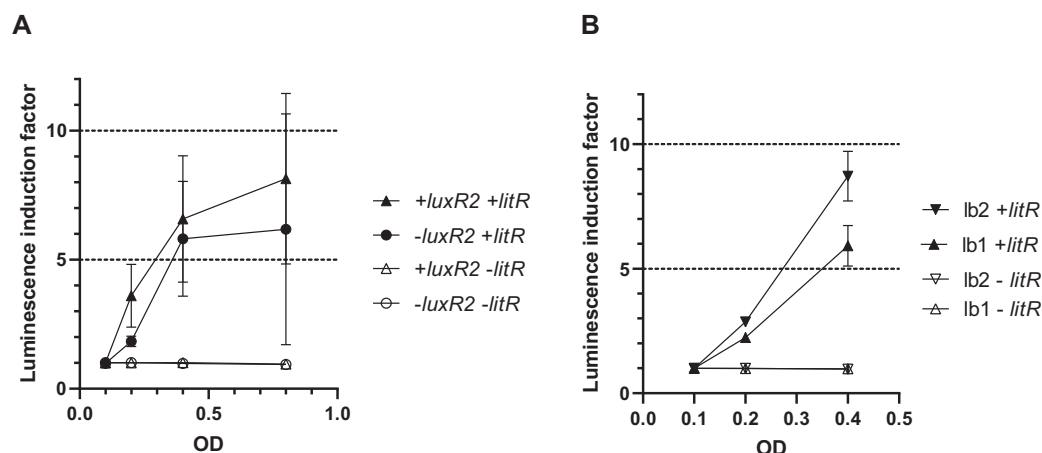 A
Luminescence induction factor
10
5
0
0.0
0.5
1.0
OD
+luxR2 +litR
-luxR2 +litR
+luxR2 -litR
-luxR2 -litR
B
Luminescence induction factor
10
5
0
0.0
0.1
0.2
0.3
0.4
0.5
OD
lb2 +litR
lb1 +litR
lb2 - litR
lb1 - litR